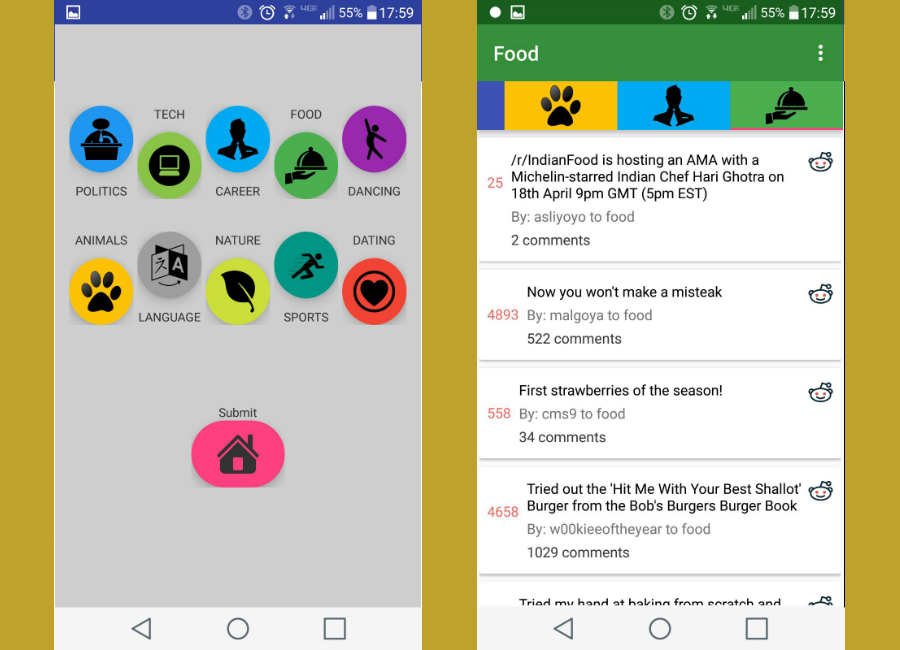 55% 17:59
TECH
FOOD
POLITICS
CAREER
DANCING
ANIMALS
NATURE
DATING
LANGUAGE
SPORTS
Submit
55% 17:59
Food
/r/IndianFood is hosting an AMA with a
Michelin-starred Indian Chef Hari Ghotra on
18th April 9pm GMT (5pm EST)
25
By: asliyoyo to food
2 comments
Now you won't make a misteak
4893
By: malgoya to food
522 comments
First strawberries of the season!
558
By: cms9 to food
34 comments
Tried out the 'Hit Me With Your Best Shallot'
Burger from the Bob's Burgers Burger Book
4658
By: w00kieeoftheyear to food
1029 comments
Tried my hand at baking from scratch and